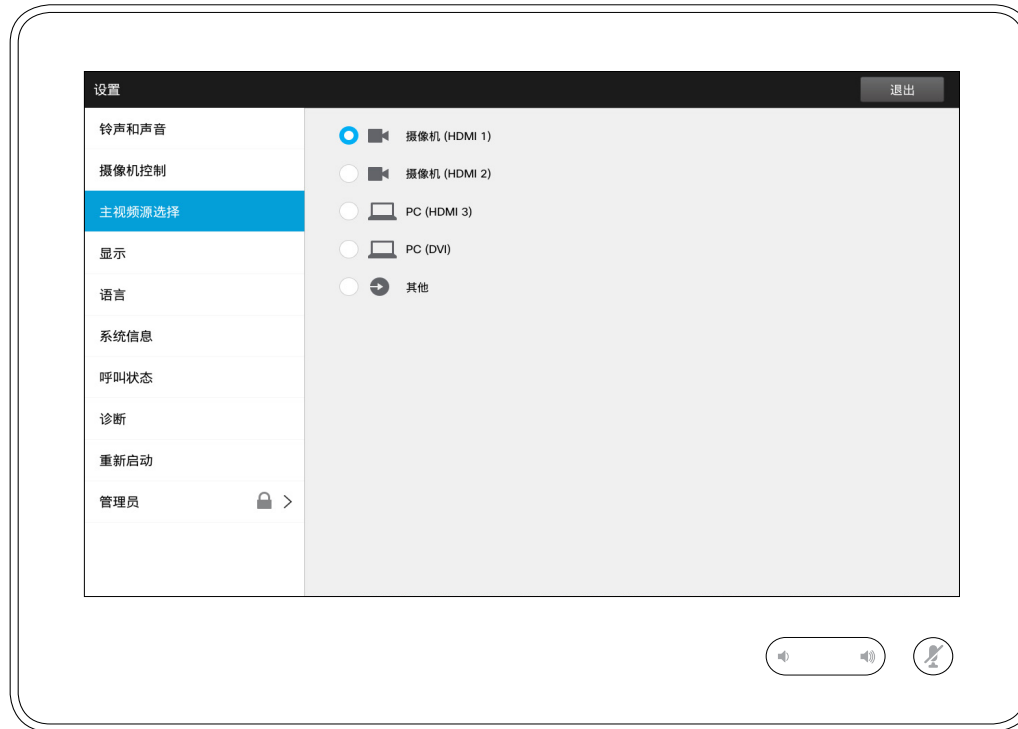 设置
退出
铃声和声音
摄像机控制
主视频源选择
显示
语言
系统信息
呼叫状态
诊断
重新启动
管理员
摄像机 (HDMI 1)
摄像机 (HDMI 2)
PC (HDMI 3)
PC (DVI)
其他